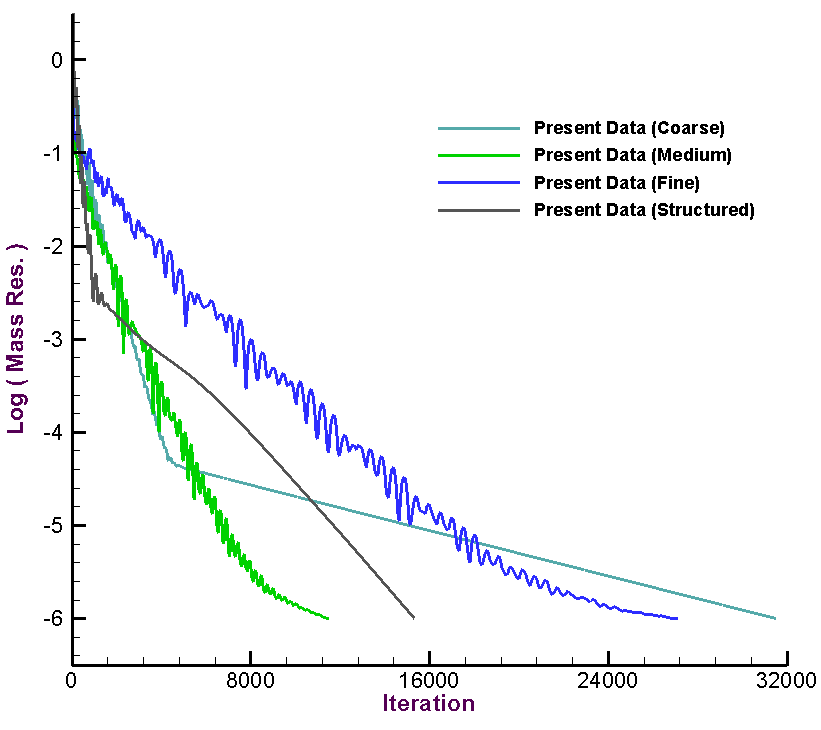 0
-1
-2
-3
-4
-5
-6
Log ( Mass Res. )
Present Data (Coarse)
Present Data (Medium)
Present Data (Fine)
Present Data (Structured)
0 8000 16000 24000 32000
Iteration